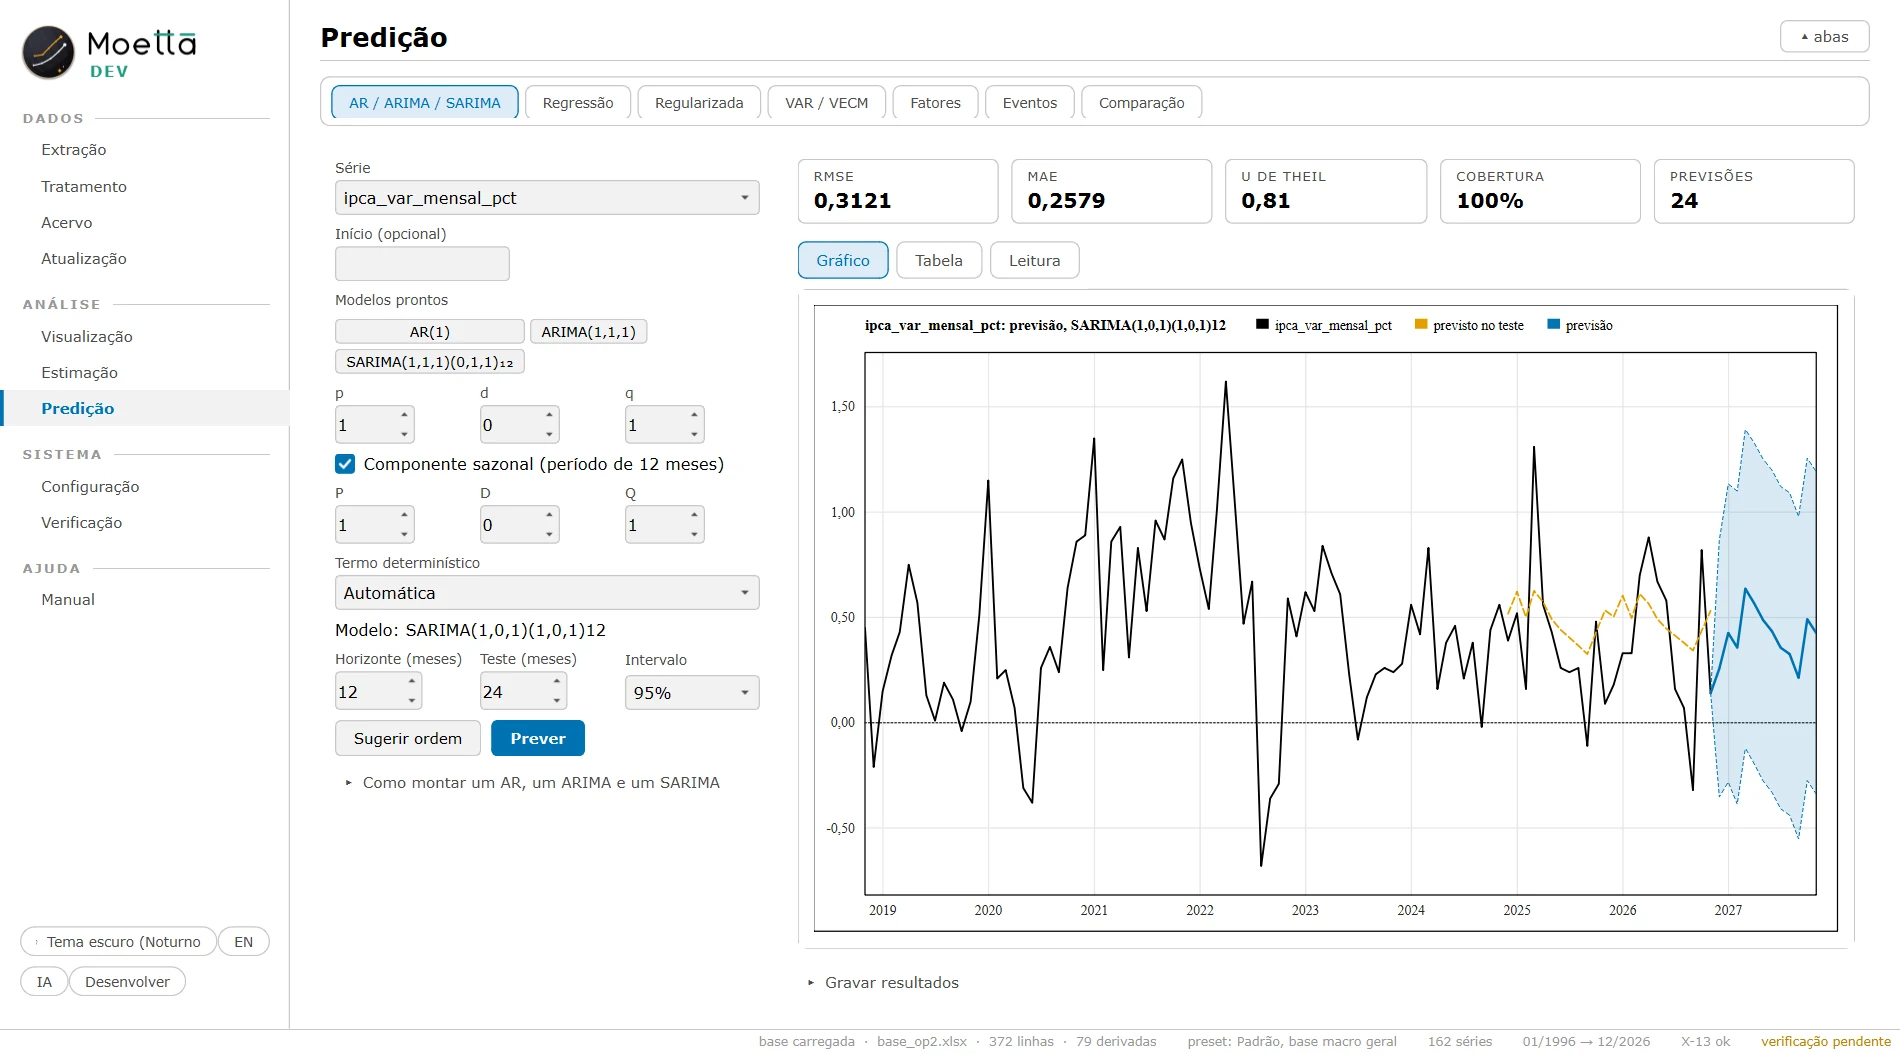 Moettā
DEV
DADOS
Extração
Tratamento
Acervo
Atualização
ANÁLISE
Visualização
Estimação
Predição
SISTEMA
Configuração
Verificação
AJUDA
Manual
Tema escuro (Noturno
EN
IA
Desenvolver
Predição
▴ abas
AR / ARIMA / SARIMA
Regressão
Regularizada
VAR / VECM
Fatores
Eventos
Comparação
Série
ipca_var_mensal_pct
Início (opcional)
Modelos prontos
AR(1)
ARIMA(1,1,1)
SARIMA(1,1,1)(0,1,1)₁₂
p d q
1 0 1
Componente sazonal (período de 12 meses)
P D Q
1 0 1
Termo determinístico
Automática
Modelo: SARIMA(1,0,1)(1,0,1)12
Horizonte (meses) Teste (meses) Intervalo
12 24 95%
Sugerir ordem
Prever
▸ Como montar um AR, um ARIMA e um SARIMA
RMSE
0,3121
MAE
0,2579
U DE THEIL
0,81
COBERTURA
100%
PREVISÕES
24
Gráfico
Tabela
Leitura
ipca_var_mensal_pct: previsão, SARIMA(1,0,1)(1,0,1)12
ipca_var_mensal_pct
previsto no teste
previsão
1,50
1,00
0,50
0,00
-0,50
2019 2020 2021 2022 2023 2024 2025 2026 2027
▸ Gravar resultados
base carregada · base_op2.xlsx · 372 linhas · 79 derivadas preset: Padrão, base macro geral 162 séries 01/1996 → 12/2026 X-13 ok verificação pendente